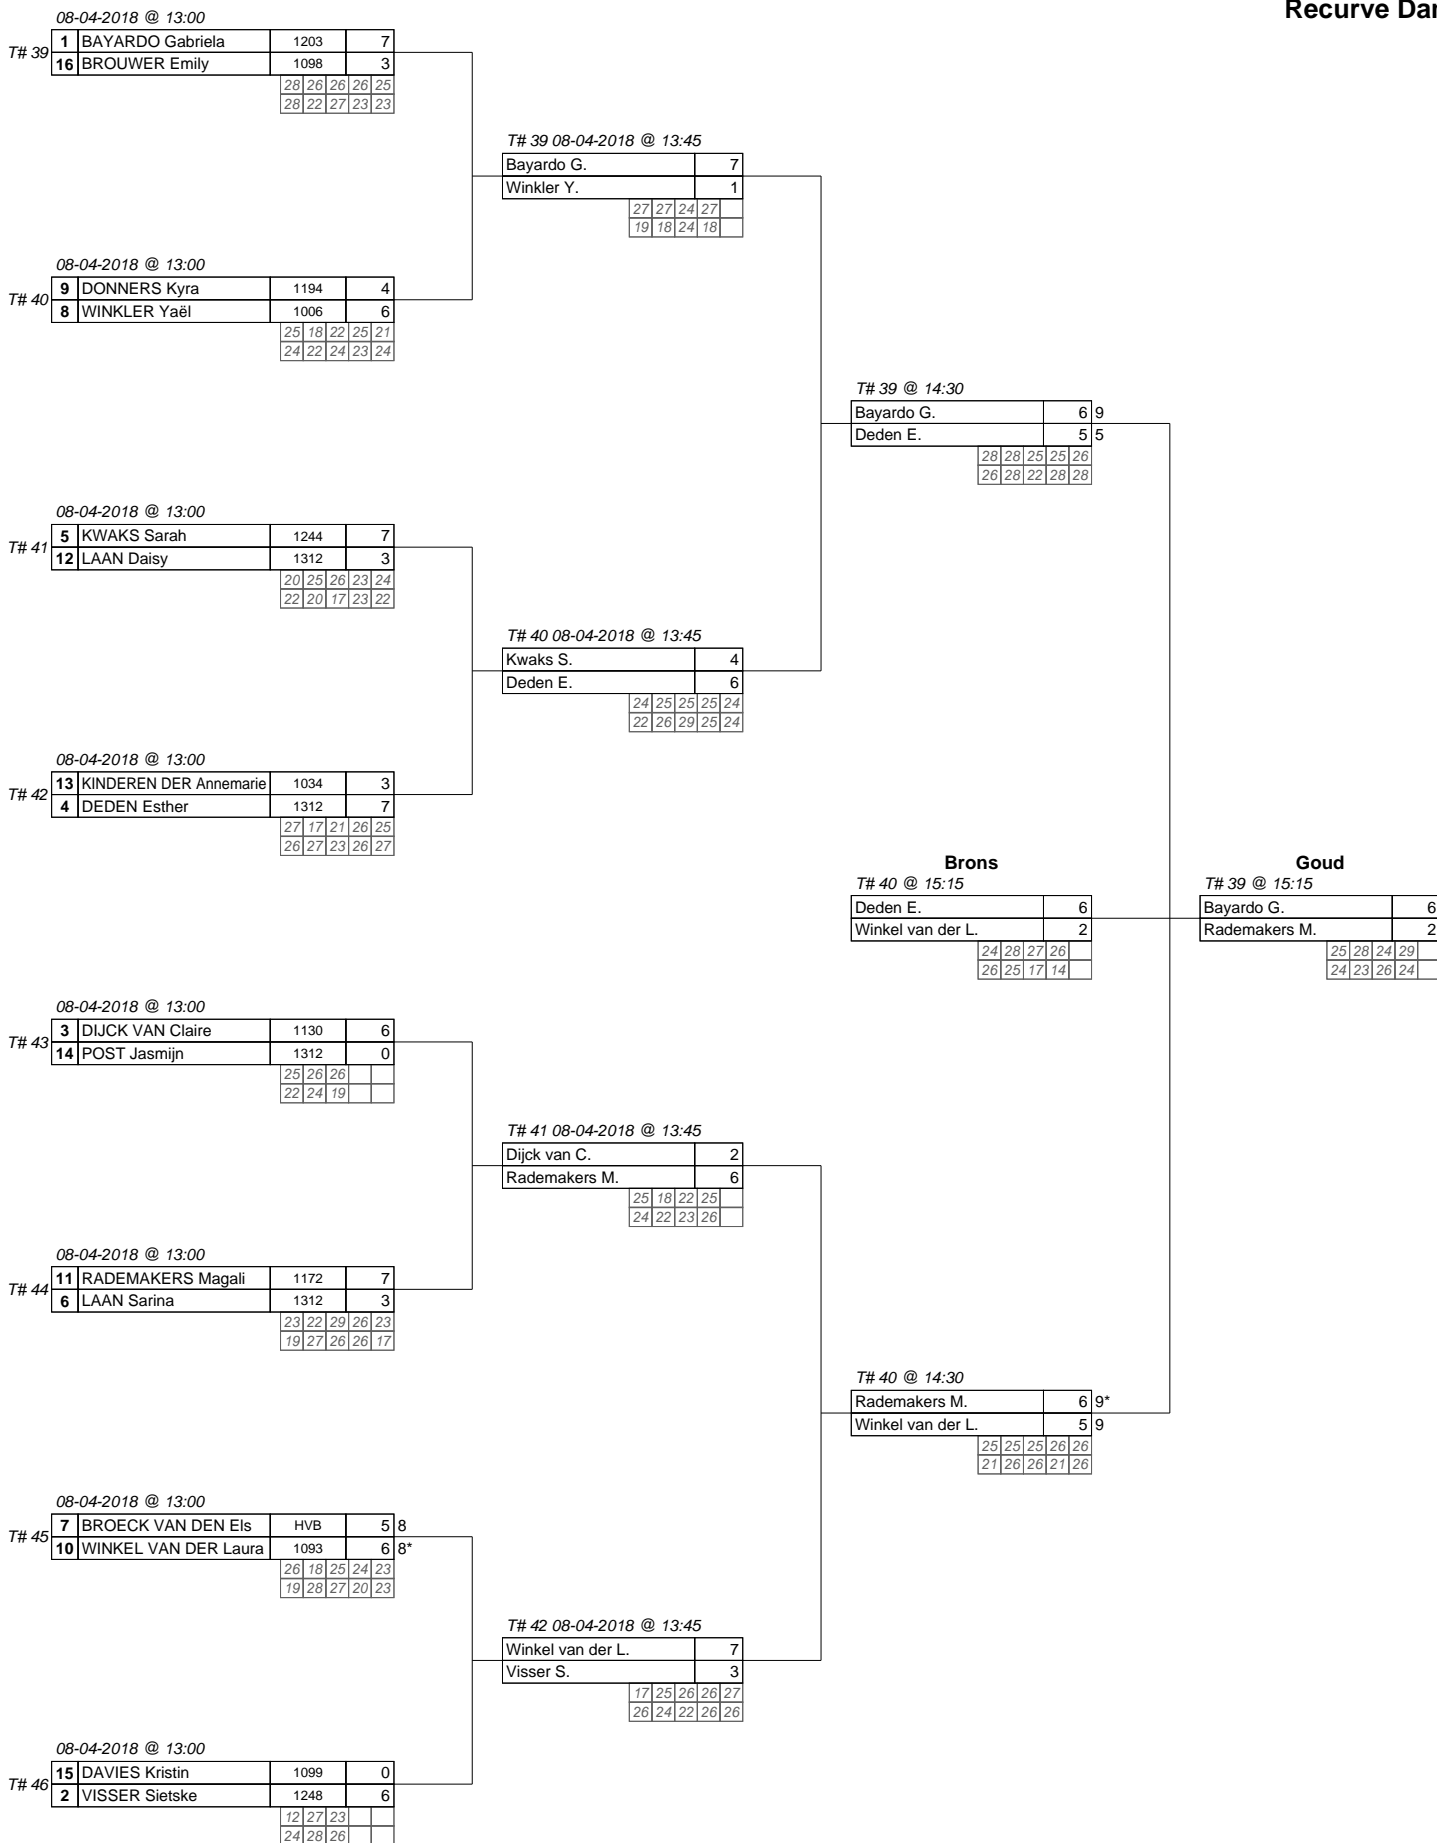 Recurve Dar
08-04-2018 @ 13:00
T# 39
1 BAYARDO Gabriela 1203 7
16 BROUWER Emily 1098 3
28 26 26 26 25
28 22 27 23 23
T# 39 08-04-2018 @ 13:45
Bayardo G. 7
Winkler Y. 1
27 27 24 27
19 18 24 18
08-04-2018 @ 13:00
T# 40
9 DONNERS Kyra 1194 4
8 WINKLER Yaël 1006 6
25 18 22 25 21
24 22 24 23 24
T# 39 @ 14:30
Bayardo G. 6 9
Deden E. 5 5
28 28 25 25 26
26 28 22 28 28
08-04-2018 @ 13:00
T# 41
5 KWAKS Sarah 1244 7
12 LAAN Daisy 1312 3
20 25 26 23 24
22 20 17 23 22
T# 40 08-04-2018 @ 13:45
Kwaks S. 4
Deden E. 6
24 25 25 25 24
22 26 29 25 24
08-04-2018 @ 13:00
T# 42
13 KINDEREN DER Annemarie 1034 3
4 DEDEN Esther 1312 7
27 17 21 26 25
26 27 23 26 27
Brons
T# 40 @ 15:15
Deden E. 6
Winkel van der L. 2
24 28 27 26
26 25 17 14
Goud
T# 39 @ 15:15
Bayardo G. 6
Rademakers M. 2
25 28 24 29
24 23 26 24
08-04-2018 @ 13:00
T# 43
3 DIJCK VAN Claire 1130 6
14 POST Jasmijn 1312 0
25 26 26
22 24 19
T# 41 08-04-2018 @ 13:45
Dijck van C. 2
Rademakers M. 6
25 18 22 25
24 22 23 26
08-04-2018 @ 13:00
T# 44
11 RADEMAKERS Magali 1172 7
6 LAAN Sarina 1312 3
23 22 29 26 23
19 27 26 26 17
T# 40 @ 14:30
Rademakers M. 6 9*
Winkel van der L. 5 9
25 25 25 26 26
21 26 26 21 26
08-04-2018 @ 13:00
T# 45
7 BROECK VAN DEN Els HVB 5 8
10 WINKEL VAN DER Laura 1093 6 8*
26 18 25 24 23
19 28 27 20 23
T# 42 08-04-2018 @ 13:45
Winkel van der L. 7
Visser S. 3
17 25 26 26 27
26 24 22 26 26
08-04-2018 @ 13:00
T# 46
15 DAVIES Kristin 1099 0
2 VISSER Sietske 1248 6
12 27 23
24 28 26